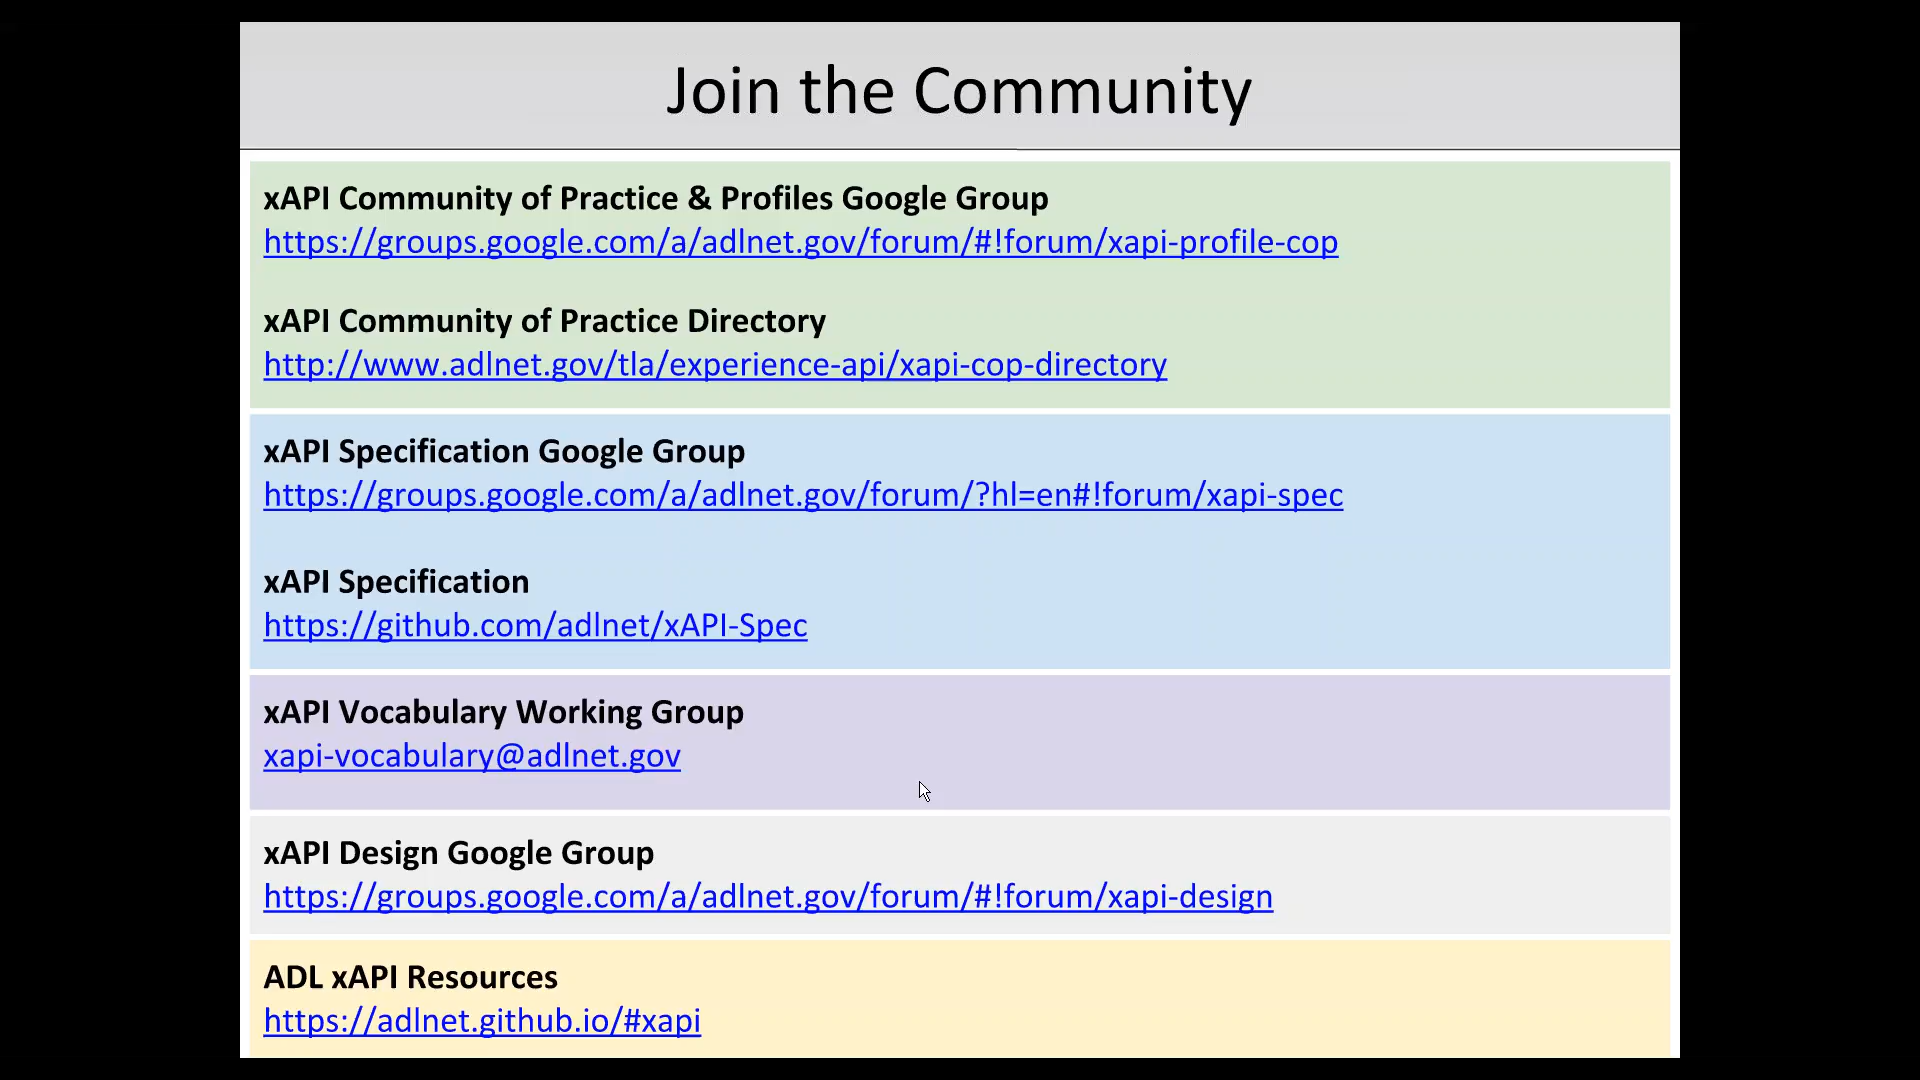 Join the Community
xAPI Community of Practice & Profiles Google Group
https://groups.google.com/a/adlnet.gov/forum/#!forum/xapi-profile-cop
xAPI Community of Practice Directory
http://www.adlnet.gov/tla/experience-api/xapi-cop-directory
xAPI Specification Google Group
https://groups.google.com/a/adlnet.gov/forum/?hl=en#!forum/xapi-spec
xAPI Specification
https://github.com/adlnet/xAPI-Spec
xAPI Vocabulary Working Group
xapi-vocabulary@adlnet.gov
xAPI Design Google Group
https://groups.google.com/a/adlnet.gov/forum/#!forum/xapi-design
ADL xAPI Resources
https://adlnet.github.io/#xapi